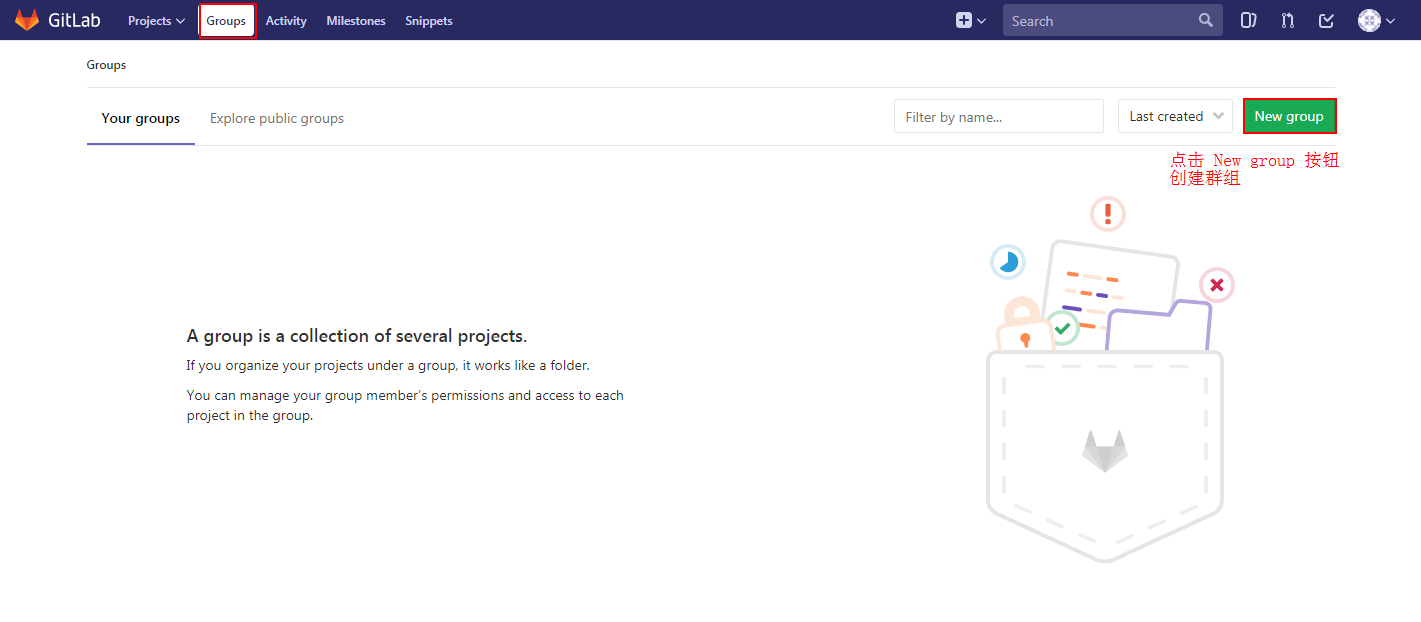 GitLab Projects Groups Activity Milestones Snippets Search
Groups
Your groups Explore public groups Filter by name... Last created New group
点击 New group 按钮
创建群组
A group is a collection of several projects.
If you organize your projects under a group, it works like a folder.
You can manage your group member's permissions and access to each
project in the group.